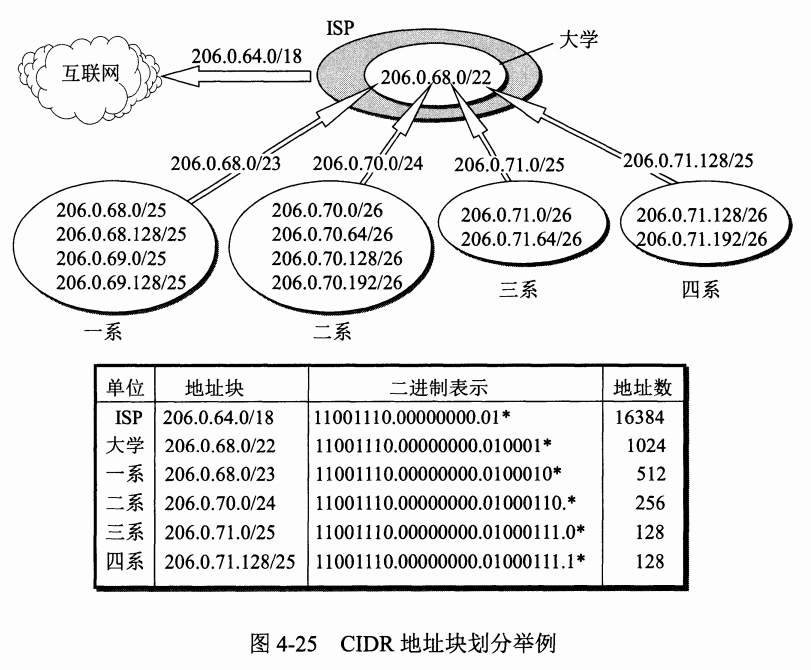 ISP
大学
206.0.64.0/18
互联网
206.0.68.0/22
206.0.68.0/23
206.0.70.0/24
206.0.71.0/25
206.0.71.128/25
206.0.68.0/25
206.0.68.128/25
206.0.69.0/25
206.0.69.128/25
一系
206.0.70.0/26
206.0.70.64/26
206.0.70.128/26
206.0.70.192/26
二系
206.0.71.0/26
206.0.71.64/26
三系
206.0.71.128/26
206.0.71.192/26
四系
单位 地址块 二进制表示 地址数
ISP 206.0.64.0/18 11001110.00000000.01* 16384
大学 206.0.68.0/22 11001110.00000000.010001* 1024
一系 206.0.68.0/23 11001110.00000000.0100010* 512
二系 206.0.70.0/24 11001110.00000000.01000110.* 256
三系 206.0.71.0/25 11001110.00000000.01000111.0* 128
四系 206.0.71.128/25 11001110.00000000.01000111.1* 128
图 4-25 CIDR 地址块划分举例